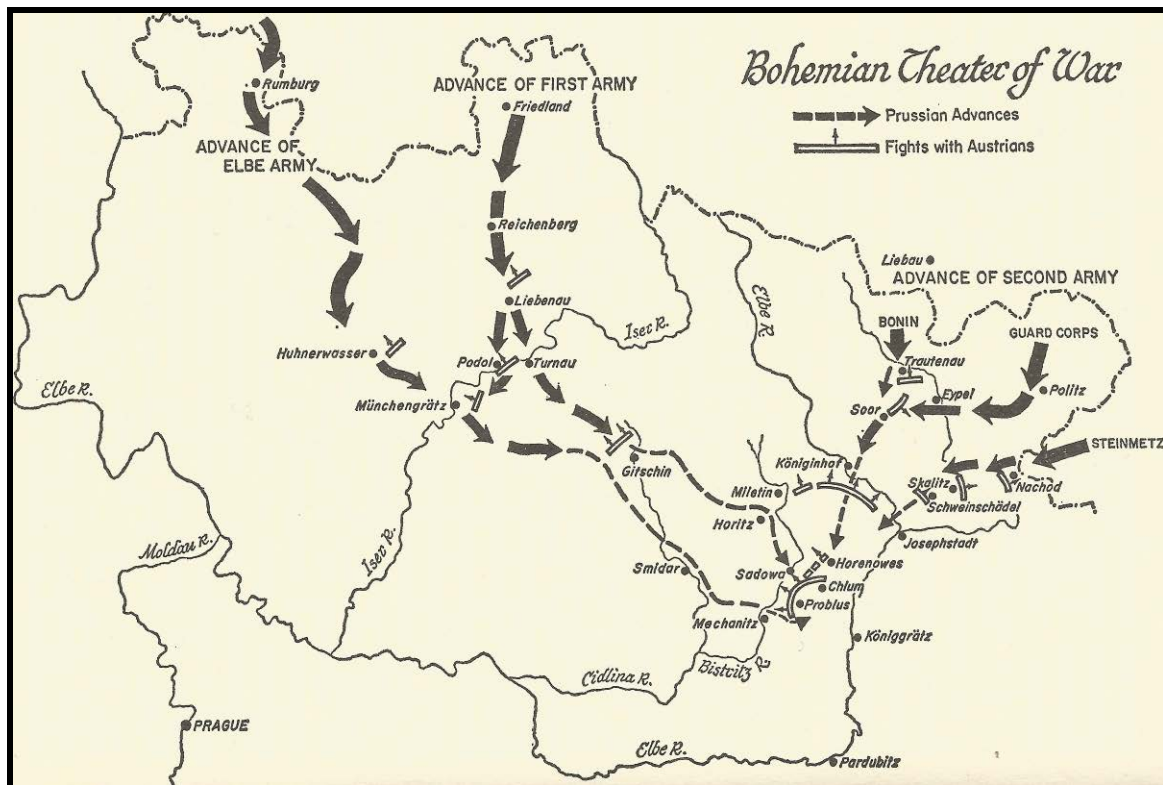 Bohemian Theater of War
Prussian Advances
Fights with Austrians
Rumburg
ADVANCE OF
ELBE ARMY
ADVANCE OF FIRST ARMY
Friedland
Reichenberg
Liebenau
Iser R.
Huhnerwasser
Podol
Turnau
Elbe R.
Münchengrätz
Gitschin
Elbe R.
Liebau
ADVANCE OF SECOND ARMY
BONIN
GUARD CORPS
Trautenau
Eypel
Politz
Soor
STEINMETZ
Königinhof
Skalitz
Nachod
Schweinschädel
Miletin
Horitz
Josephstadt
Moldau R.
Iser R.
Smidar
Sadowa
Horenowes
Chlum
Problus
Mechanitz
Königgrätz
Bistritz R.
Cidlina R.
PRAGUE
Elbe R.
Pardubitz